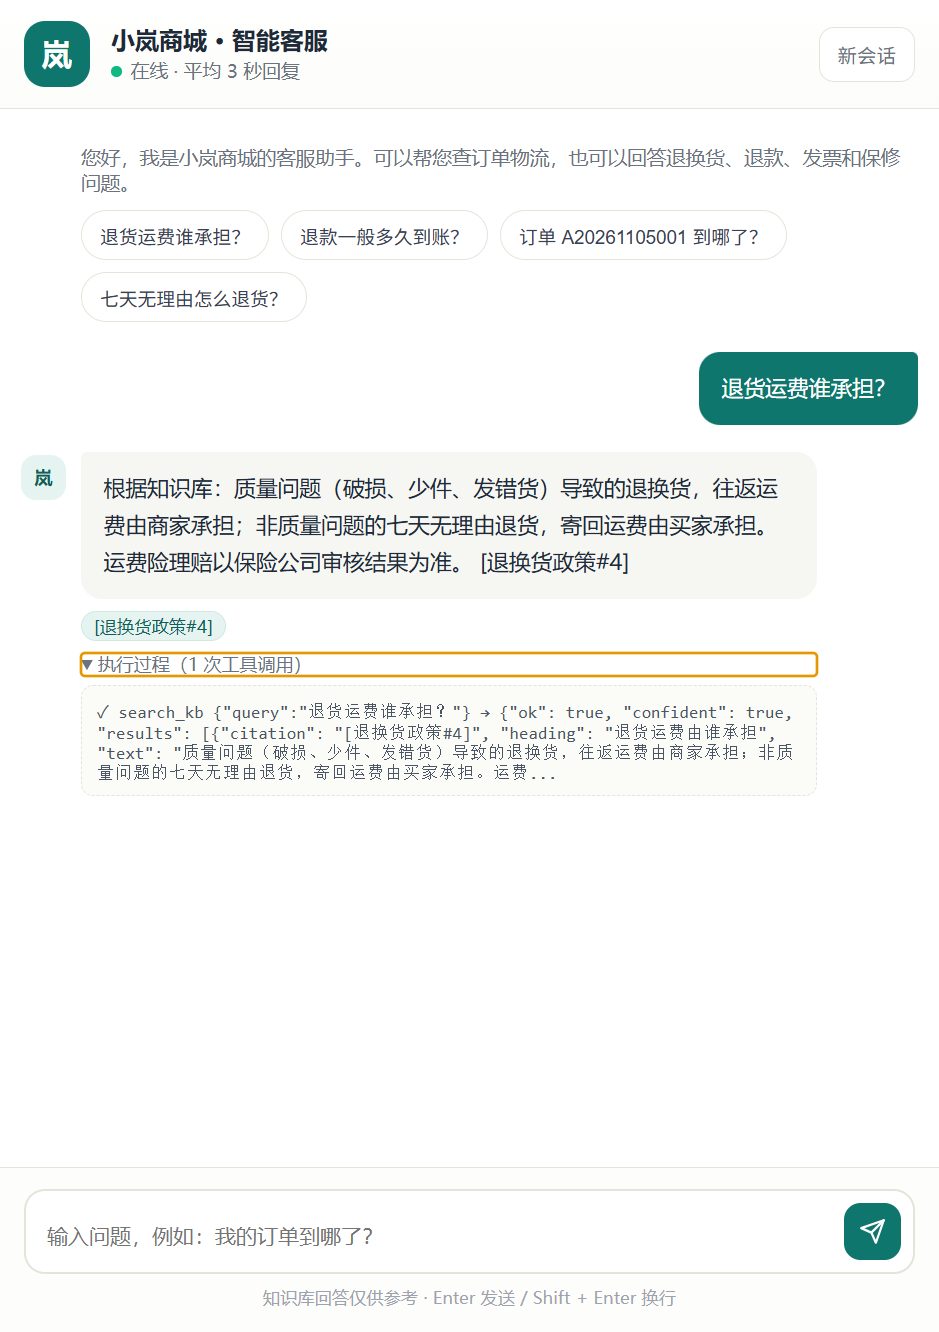 岚
小岚商城 · 智能客服
在线 · 平均 3 秒回复
新会话
您好，我是小岚商城的客服助手。可以帮您查订单物流，也可以回答退换货、退款、发票和保修
问题。
退货运费谁承担？
退款一般多久到账？
订单 A20261105001 到哪了？
七天无理由怎么退货？
退货运费谁承担？
岚
根据知识库：质量问题（破损、少件、发错货）导致的退换货，往返运
费由商家承担；非质量问题的七天无理由退货，寄回运费由买家承担。
运费险理赔以保险公司审核结果为准。 [退换货政策#4]
[退换货政策#4]
▼ 执行过程（1 次工具调用）
✓ search_kb {"query":"退货运费谁承担？"} → {"ok": true, "confident": true,
"results": [{"citation": "[退换货政策#4]", "heading": "退货运费由谁承担",
"text": "质量问题（破损、少件、发错货）导致的退换货，往返运费由商家承担；非质
量问题的七天无理由退货，寄回运费由买家承担。运费...
输入问题，例如：我的订单到哪了？
知识库回答仅供参考 · Enter 发送 / Shift + Enter 换行